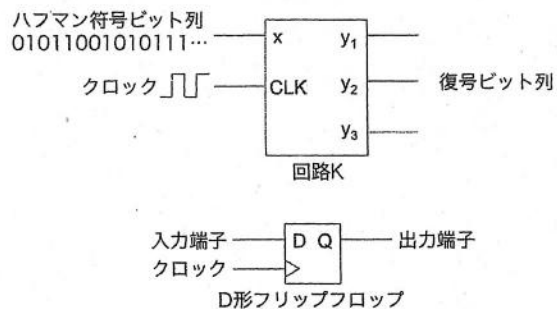 ハフマン符号ビット列
01011001010111…
クロック
x
CLK
y1
y2
y3
復号ビット列
回路K
入力端子
クロック
D Q
出力端子
D形フリップフロップ